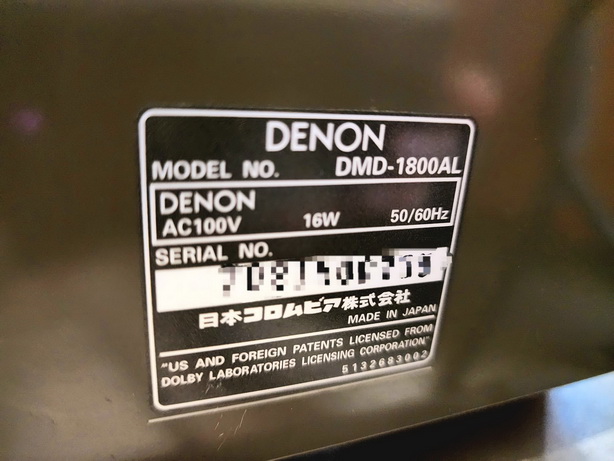 DENON
MODEL NO. DMD-1800AL
DENON
AC100V 16W 50/60Hz
SERIAL NO.
日本コロムビア株式会社
MADE IN JAPAN
"US AND FOREIGN PATENTS LICENSED FROM
DOLBY LABORATORIES LICENSING CORPORATION"
5132683002